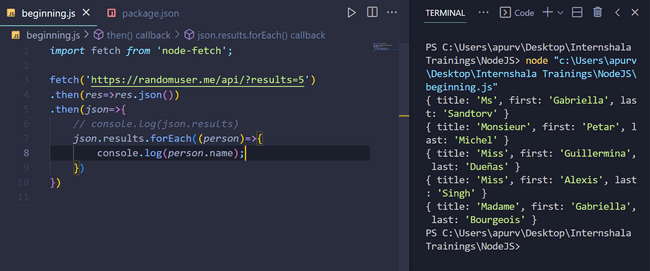 beginning.js
package.json
beginning.js > then() callback > json.results.forEach() callback
1 import fetch from 'node-fetch';
2
3 fetch('https://randomuser.me/api/?results=5')
4 .then(res=>res.json())
5 .then(json=>{
6 // console.log(json.results)
7 json.results.forEach((person)=>{
8 console.log(person.name);
9 })
10 })
TERMINAL
Code
PS C:\Users\apurv\Desktop\Internshala
Trainings\NodeJS> node "c:\Users\apurv
\Desktop\Internshala Trainings\NodeJS\
beginning.js"
{ title: 'Ms', first: 'Gabriella', las
t: 'Sandtorv' }
{ title: 'Monsieur', first: 'Petar', l
ast: 'Michel' }
{ title: 'Miss', first: 'Guillermina',
last: 'Dueñas' }
{ title: 'Miss', first: 'Alexis', last
: 'Singh' }
{ title: 'Madame', first: 'Gabriella',
last: 'Bourgeois' }
PS C:\Users\apurv\Desktop\Internshala
Trainings\NodeJS>